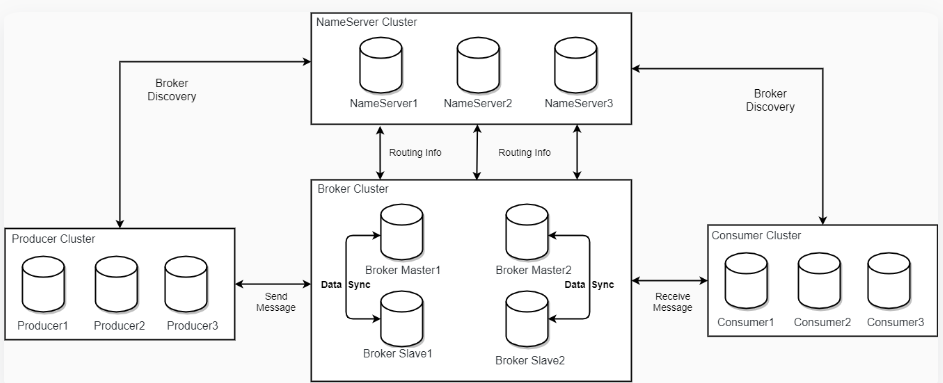 NameServer Cluster
NameServer1
NameServer2
NameServer3
Broker
Discovery
Broker
Discovery
Routing Info
Routing Info
Broker Cluster
Broker Master1
Broker Master2
Data Sync
Data Sync
Broker Slave1
Broker Slave2
Producer Cluster
Producer1
Producer2
Producer3
Send
Message
Receive
Message
Consumer Cluster
Consumer1
Consumer2
Consumer3